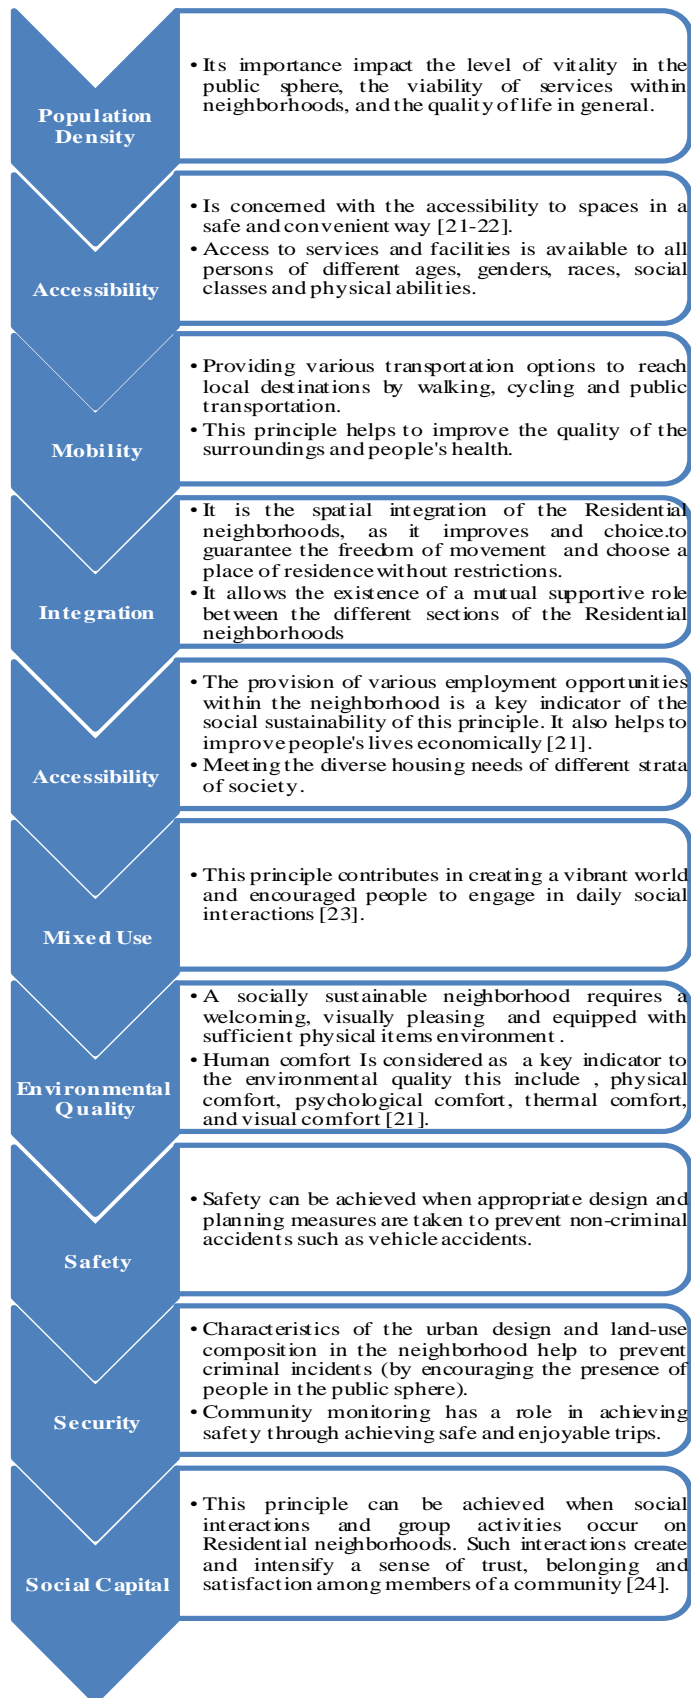 Population
Density
• Its importance impact the level of vitality in the
public sphere, the viability of services within
neighborhoods, and the quality of life in general.
Accessibility
• Is concerned with the accessibility to spaces in a
safe and convenient way [21-22].
• Access to services and facilities is available to all
persons of different ages, genders, races, social
classes and physical abilities.
Mobility
• Providing various transportation options to reach
local destinations by walking, cycling and public
transportation.
• This principle helps to improve the quality of the
surroundings and people's health.
Integration
• It is the spatial integration of the Residential
neighborhoods, as it improves and choice.to
guarantee the freedom of movement and choose a
place of residence without restrictions.
• It allows the existence of a mutual supportive role
between the different sections of the Residential
neighborhoods
Accessibility
• The provision of various employment opportunities
within the neighborhood is a key indicator of the
social sustainability of this principle. It also helps to
improve people's lives economically [21].
• Meeting the diverse housing needs of different strata
of society.
Mixed Use
• This principle contributes in creating a vibrant world
and encouraged people to engage in daily social
interactions [23].
Environmental
Quality
• A socially sustainable neighborhood requires a
welcoming, visually pleasing and equipped with
sufficient physical items environment .
• Human comfort Is considered as a key indicator to
the environmental quality this include , physical
comfort, psychological comfort, thermal comfort,
and visual comfort [21].
Safety
• Safety can be achieved when appropriate design and
planning measures are taken to prevent non-criminal
accidents such as vehicle accidents.
Security
• Characteristics of the urban design and land-use
composition in the neighborhood help to prevent
criminal incidents (by encouraging the presence of
people in the public sphere).
• Community monitoring has a role in achieving
safety through achieving safe and enjoyable trips.
Social Capital
• This principle can be achieved when social
interactions and group activities occur on
Residential neighborhoods. Such interactions create
and intensify a sense of trust, belonging and
satisfaction among members of a community [24].